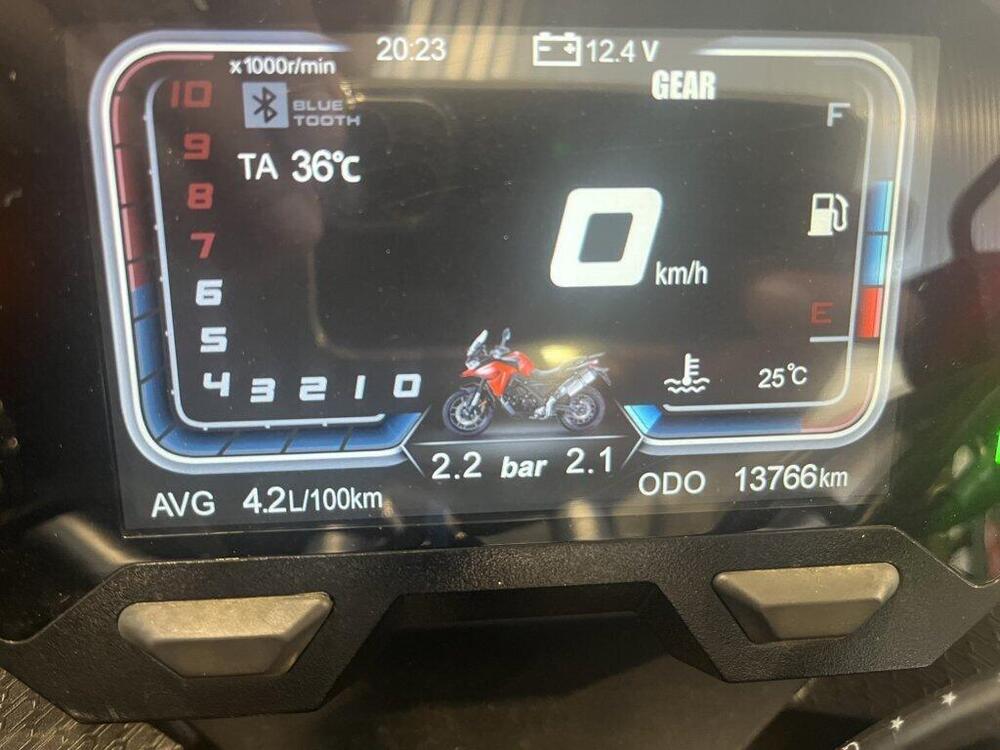 20:23 12.4 V
x1000r/min
GEAR
10
BLUE TOOTH
F
9
TA 36℃
8
0 km/h
7
6
E
5
4 3 2 1 0
25℃
2.2 bar 2.1
AVG 4.2L/100km
ODO 13766km